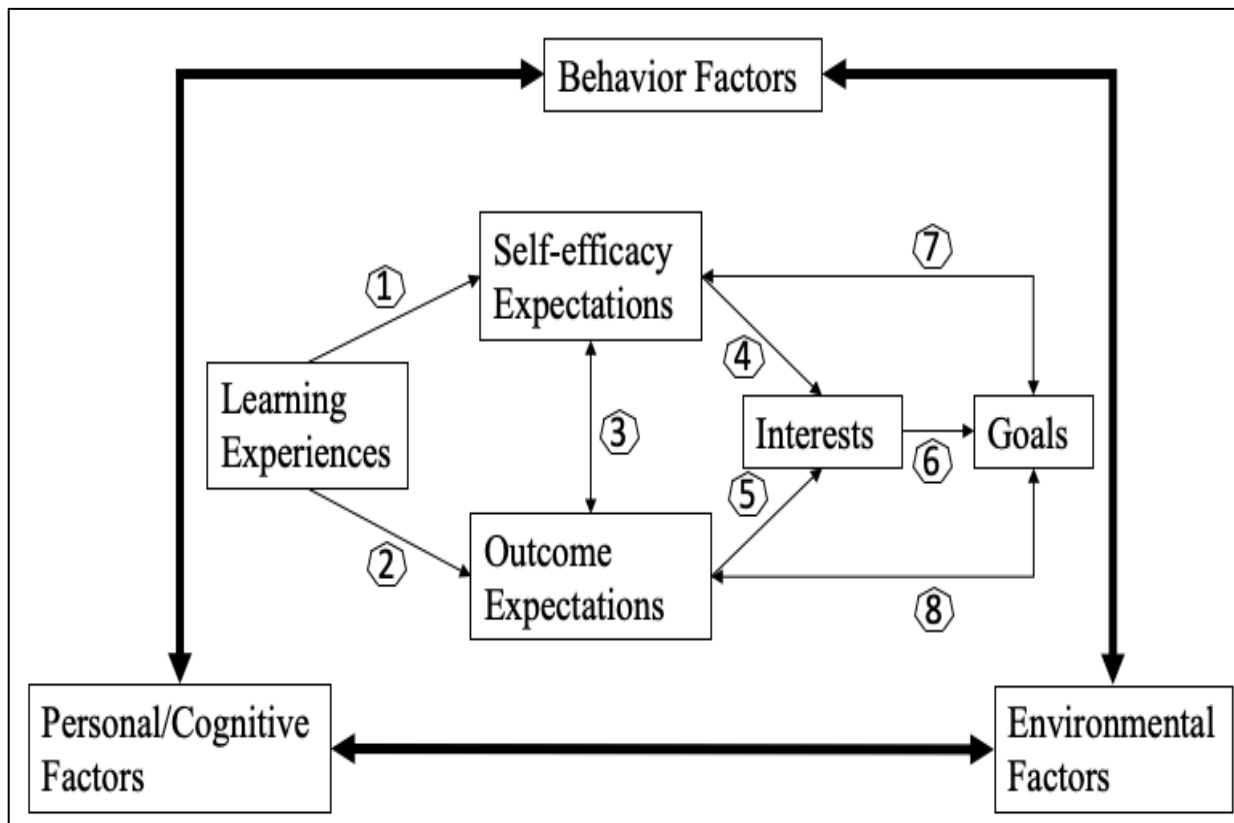 Behavior Factors
Self-efficacy
Expectations
7
1
4
Learning
Experiences
3
Interests
Goals
6
5
2
Outcome
Expectations
8
Personal/Cognitive
Factors
Environmental
Factors